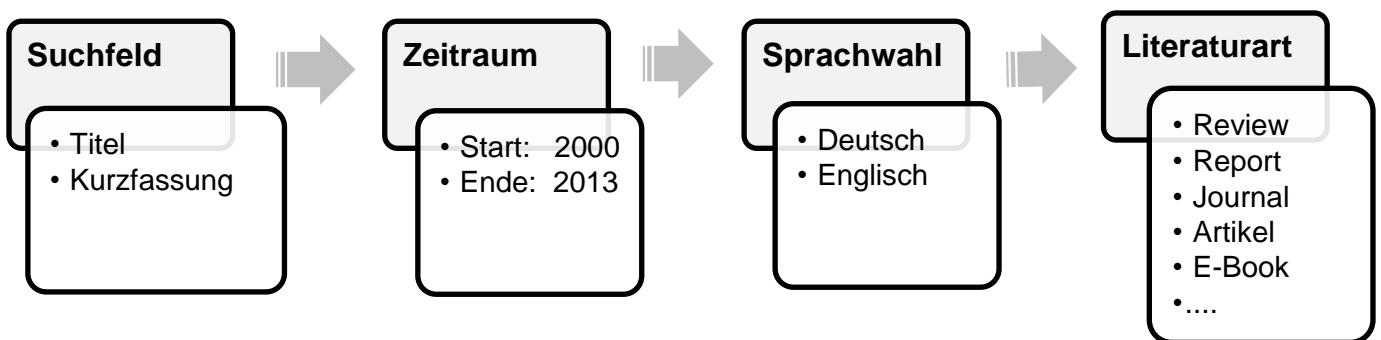 Suchfeld
• Titel
• Kurzfassung
Zeitraum
• Start: 2000
• Ende: 2013
Sprachwahl
• Deutsch
• Englisch
Literaturart
• Review
• Report
• Journal
• Artikel
• E-Book
•....